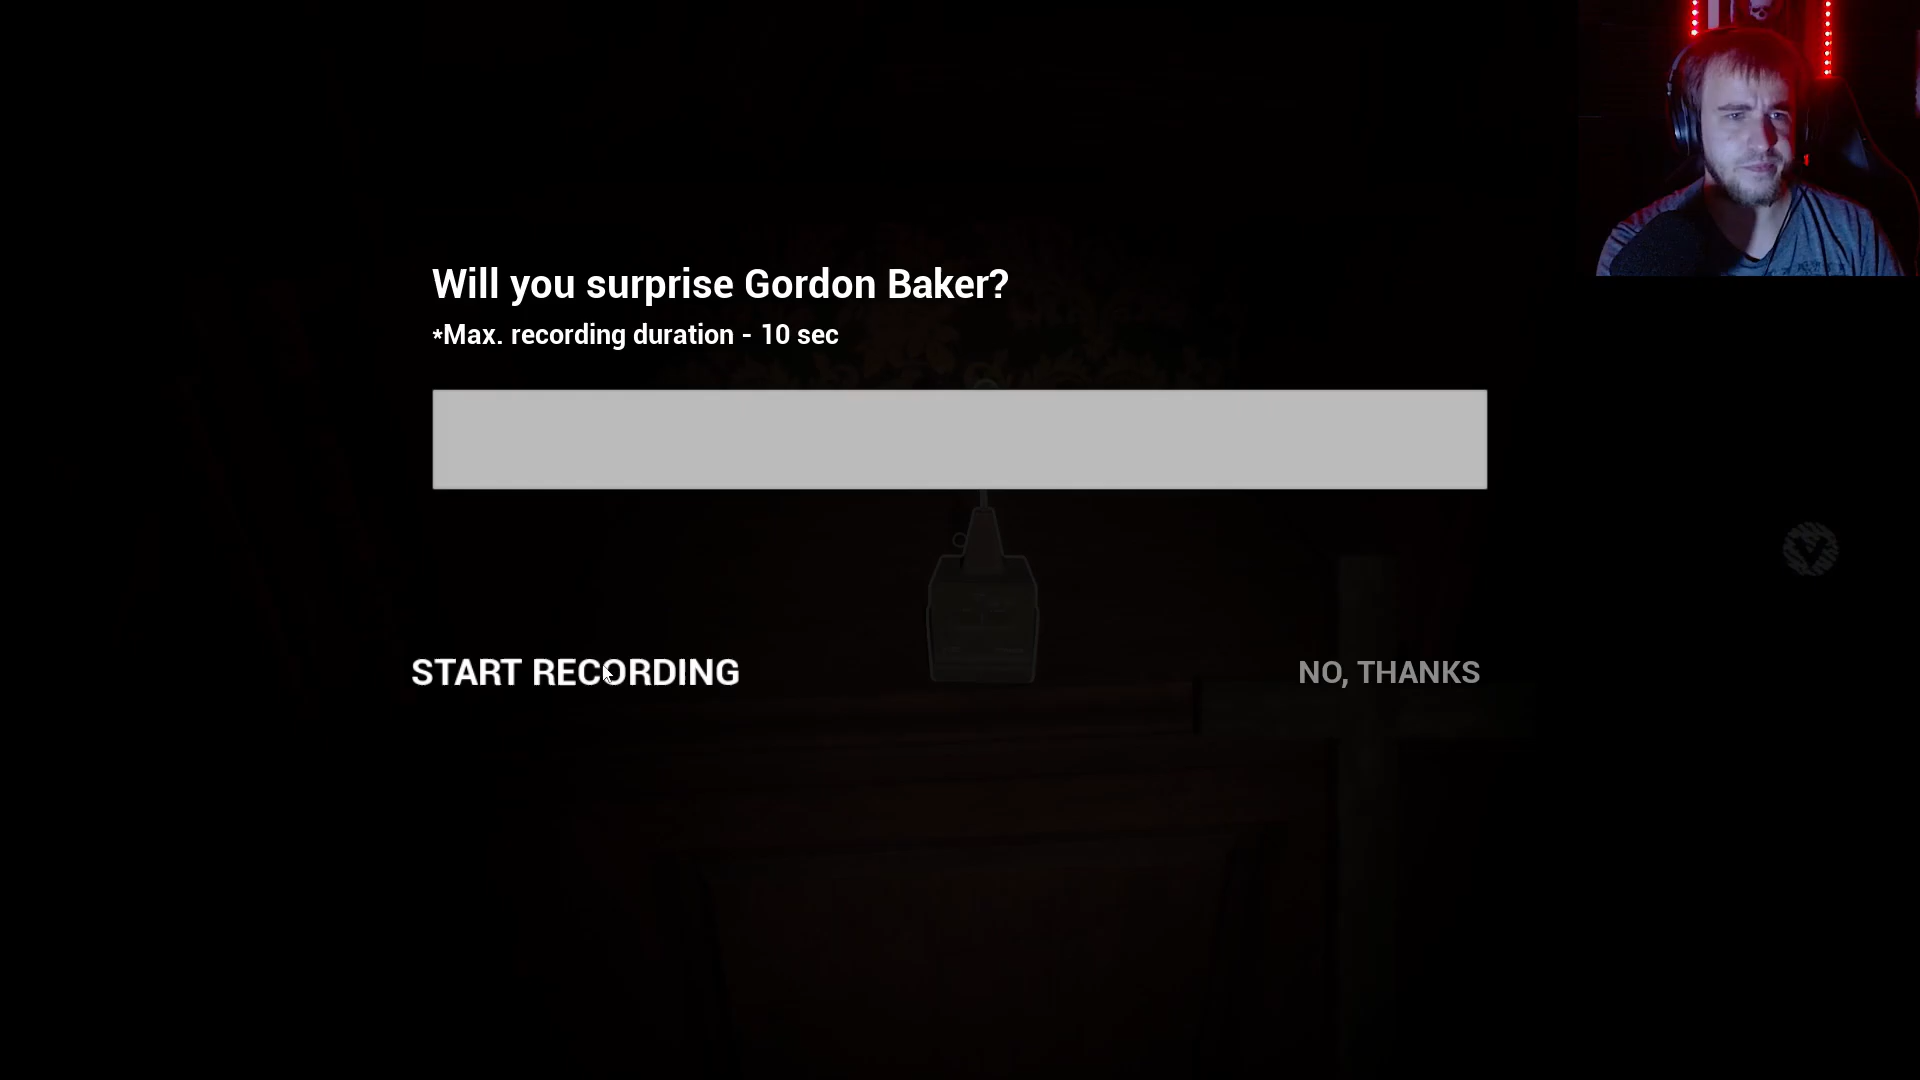 Will you surprise Gordon Baker?
*Max. recording duration - 10 sec
START RECORDING
NO, THANKS